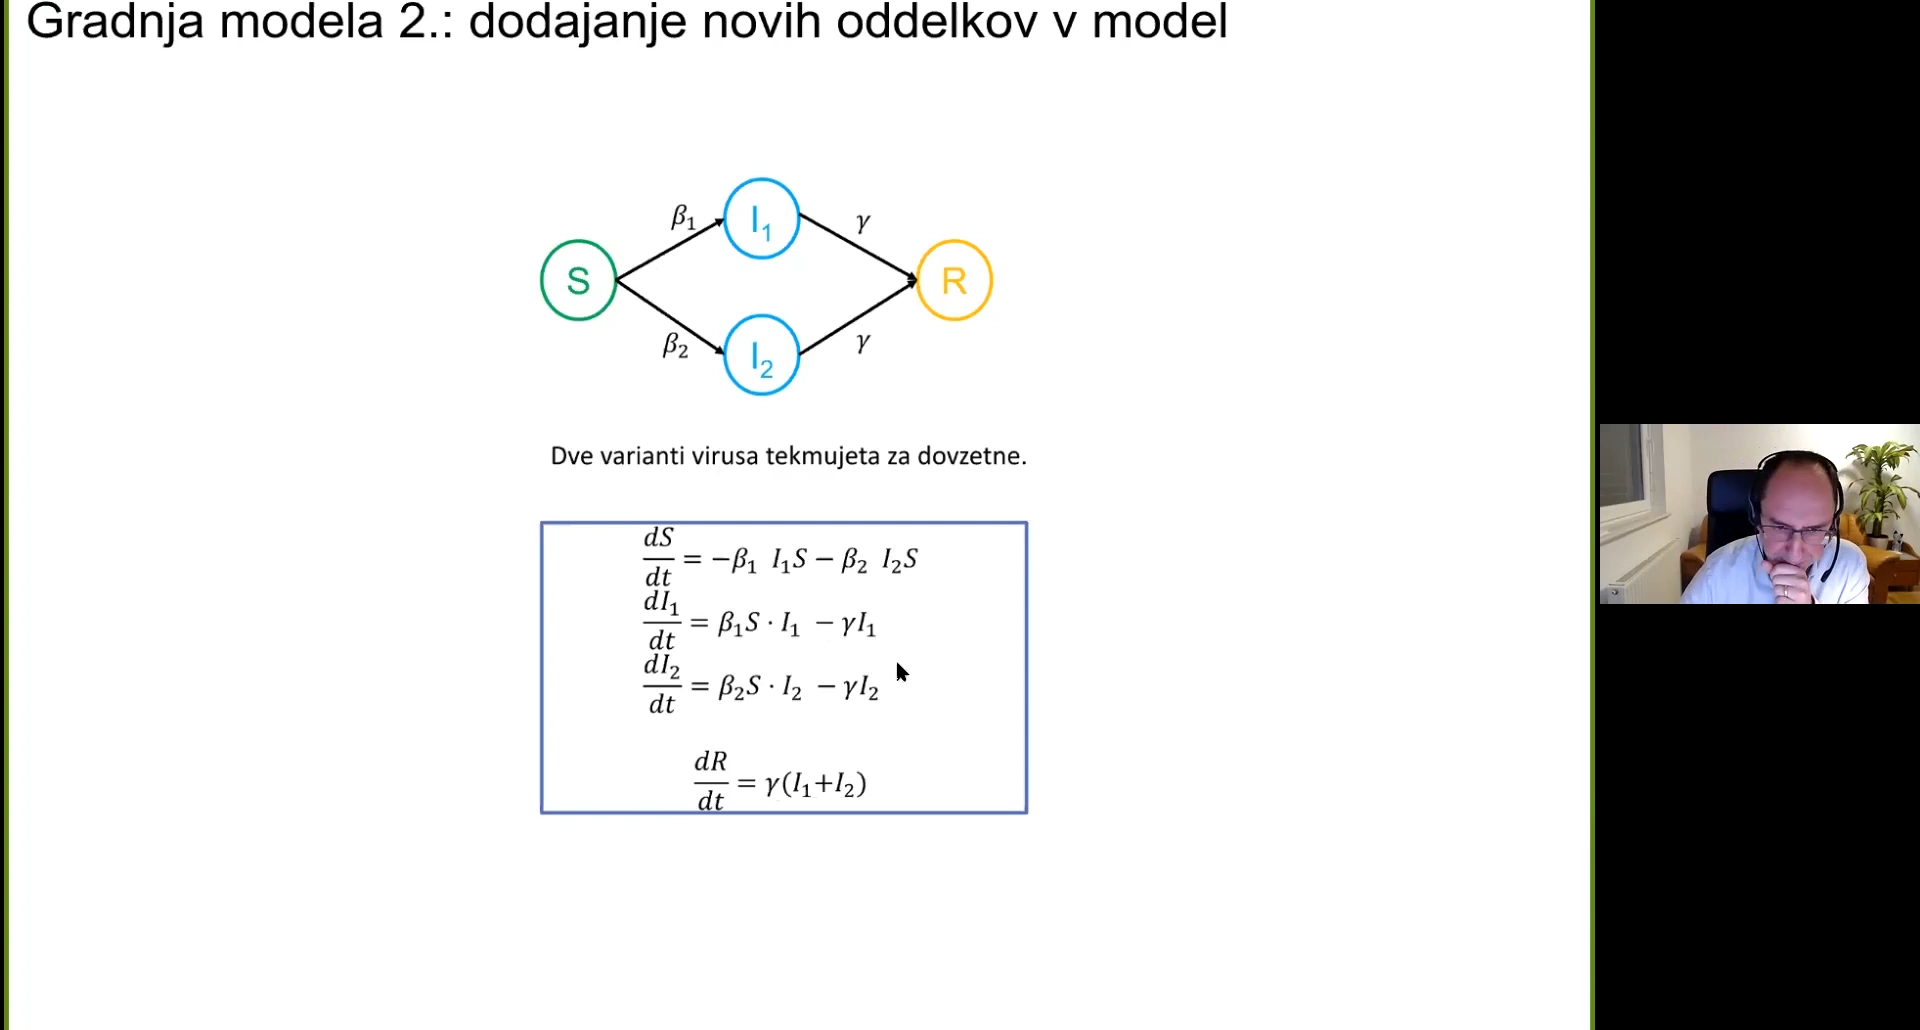 Gradnja modela 2.: dodajanje novih oddelkov v model
β₁ I₁ γ
S R
β₂ I₂ γ
Dve varianti virusa tekmujeta za dovzetne.
dS/dt = −β₁ I₁S − β₂ I₂S
dI₁/dt = β₁S · I₁ − γI₁
dI₂/dt = β₂S · I₂ − γI₂
dR/dt = γ(I₁+I₂)